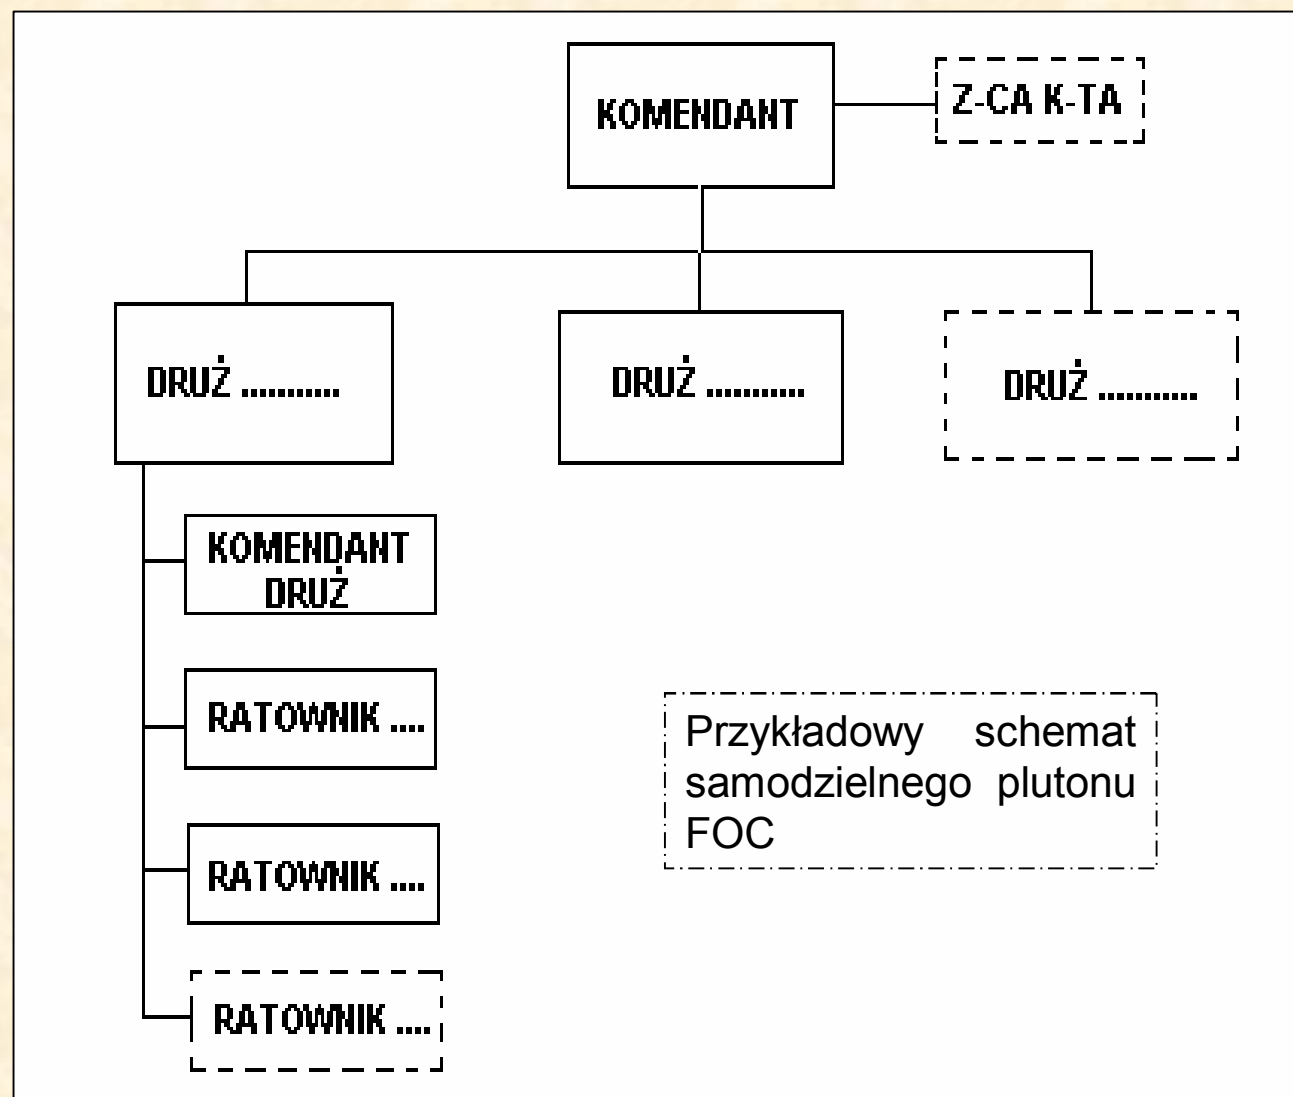 KOMENDANT
Z-CA K-TA
DRUŻ ...........
DRUŻ ...........
DRUŻ ...........
KOMENDANT
DRUŻ
RATOWNIK ....
RATOWNIK ....
RATOWNIK ....
Przykładowy schemat
samodzielnego plutonu
FOC